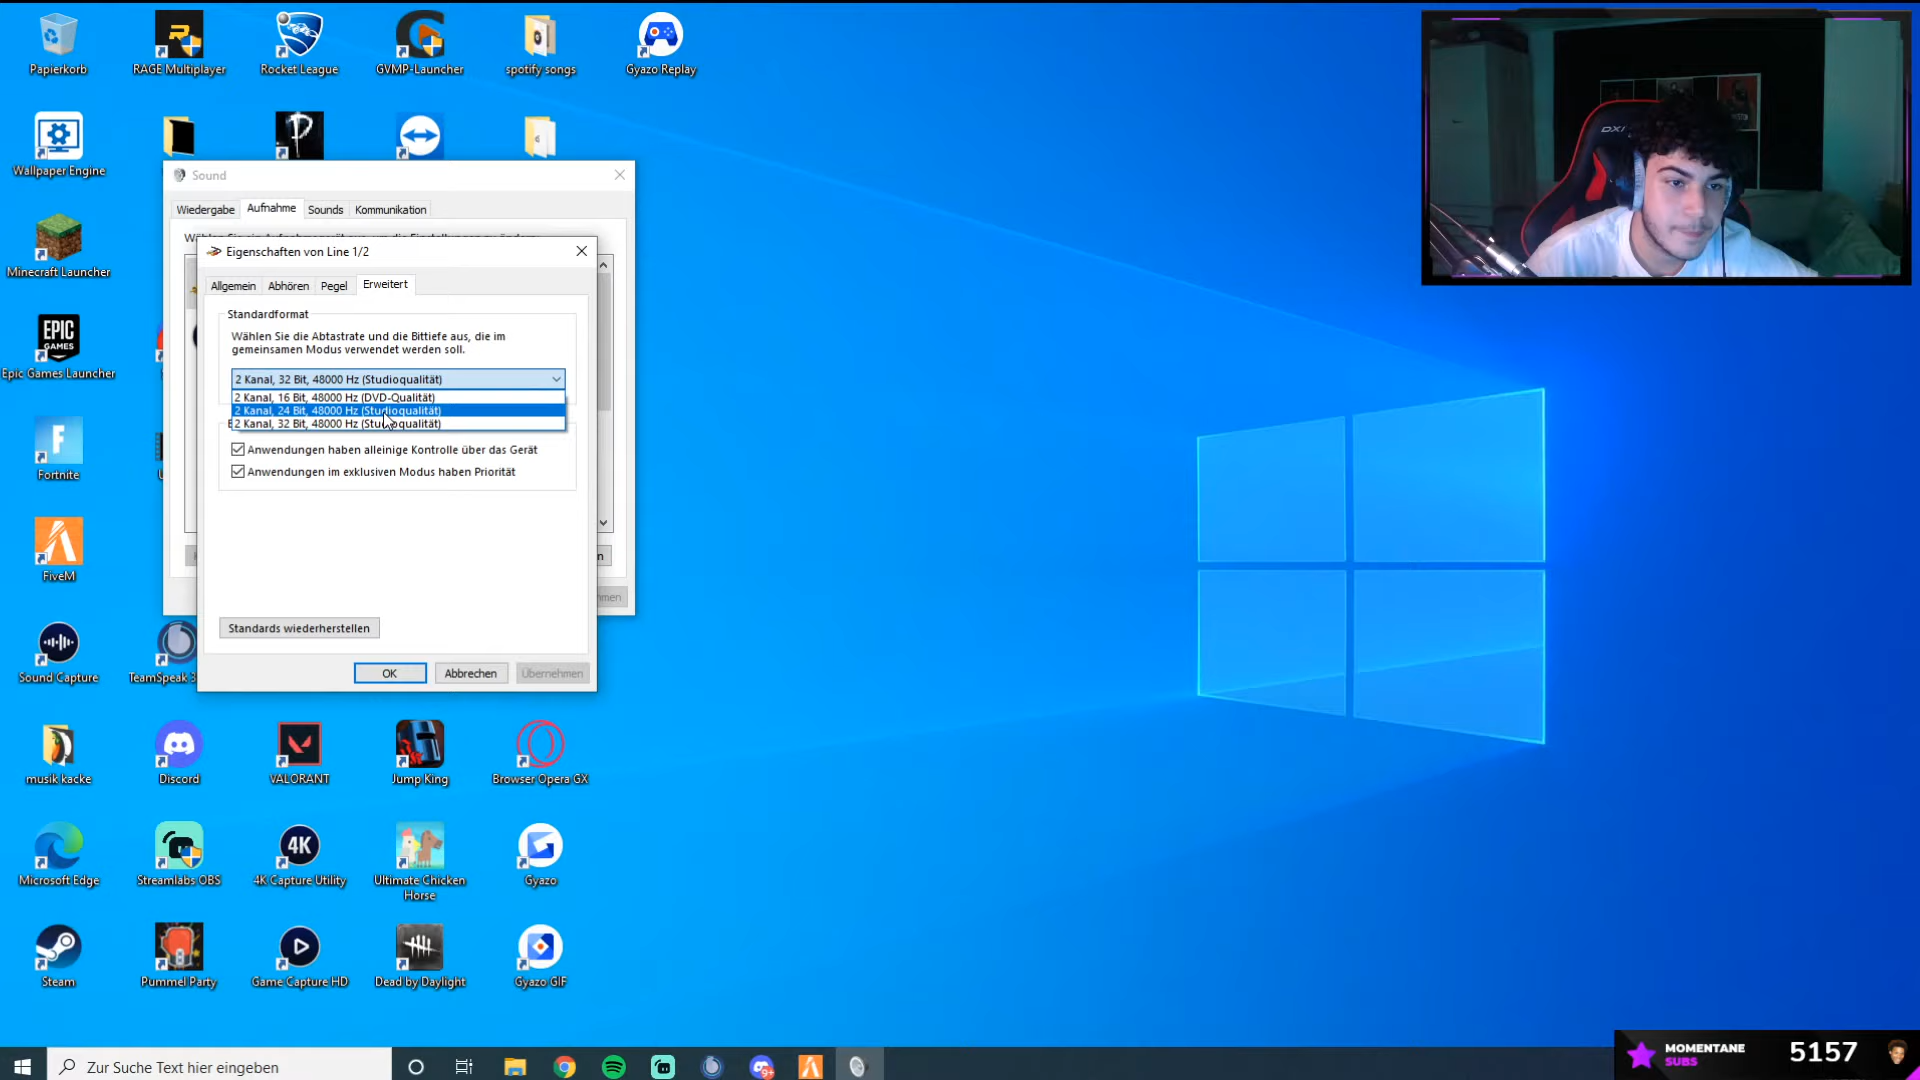 Papierkorb
RAGE Multiplayer
Rocket League
GVMP-Launcher
spotify songs
Gyazo Replay
Wallpaper Engine
Minecraft Launcher
Epic Games Launcher
EPIC
GAMES
Fortnite
FiveM
Sound Capture
TeamSpeak 3
Sound
Wiedergabe
Aufnahme
Sounds
Kommunikation
Eigenschaften von Line 1/2
Allgemein
Abhören
Pegel
Erweitert
Standardformat
Wählen Sie die Abtastrate und die Bittiefe aus, die im
gemeinsamen Modus verwendet werden soll.
2 Kanal, 32 Bit, 48000 Hz (Studioqualität)
2 Kanal, 16 Bit, 48000 Hz (DVD-Qualität)
2 Kanal, 24 Bit, 48000 Hz (Studioqualität)
2 Kanal, 32 Bit, 48000 Hz (Studioqualität)
Anwendungen haben alleinige Kontrolle über das Gerät
Anwendungen im exklusiven Modus haben Priorität
Standards wiederherstellen
OK
Abbrechen
Übernehmen
musik kacke
Discord
VALORANT
Jump King
Browser Opera GX
Microsoft Edge
Streamlabs OBS
4K
4K Capture Utility
Ultimate Chicken
Horse
Gyazo
Steam
Pummel Party
Game Capture HD
Dead by Daylight
Gyazo GIF
Zur Suche Text hier eingeben
9+
MOMENTANE
SUBS
5157